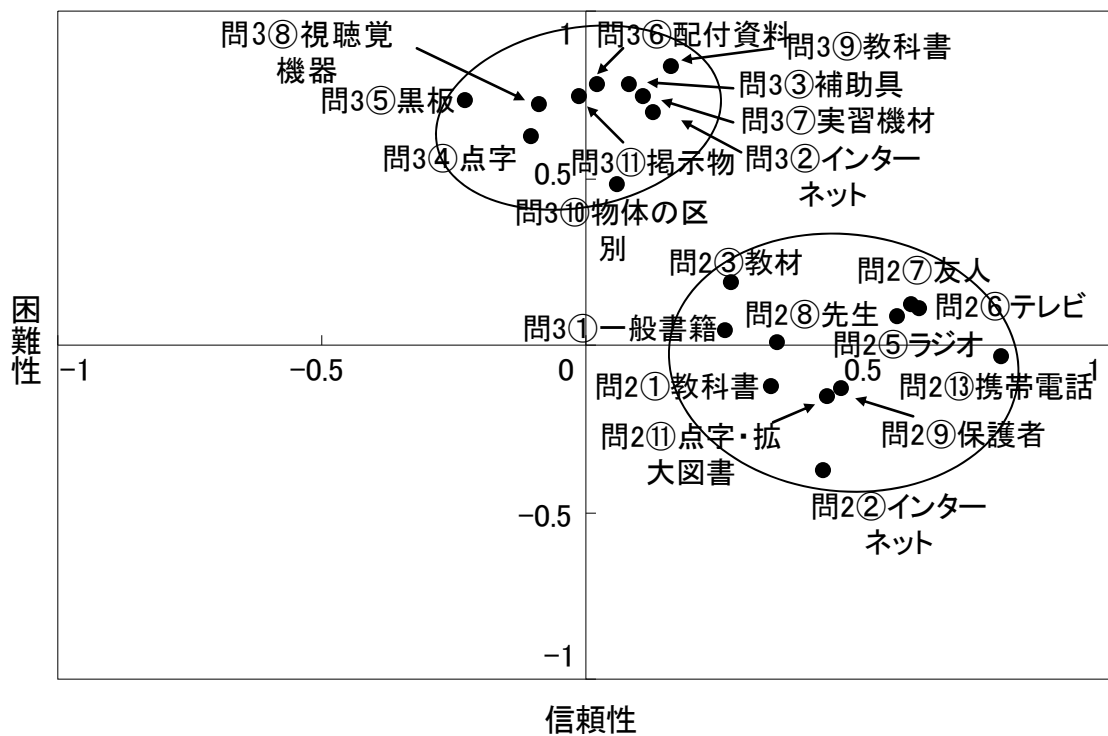 1
問3⑧視聴覚
機器
問3⑥配付資料
問3⑨教科書
問3③補助具
問3⑤黒板
問3⑦実習機材
問3④点字
問3⑪掲示物
問3②インター
ネット
0.5
問3⑩物体の区
別
問2③教材
問2⑦友人
問2⑥テレビ
問3①一般書籍
問2⑧先生
問2⑤ラジオ
困難性
-1
-0.5
0
0.5
1
問2①教科書
問2⑬携帯電話
問2⑪点字・拡
大図書
問2⑨保護者
問2②インター
ネット
-0.5
-1
信頼性